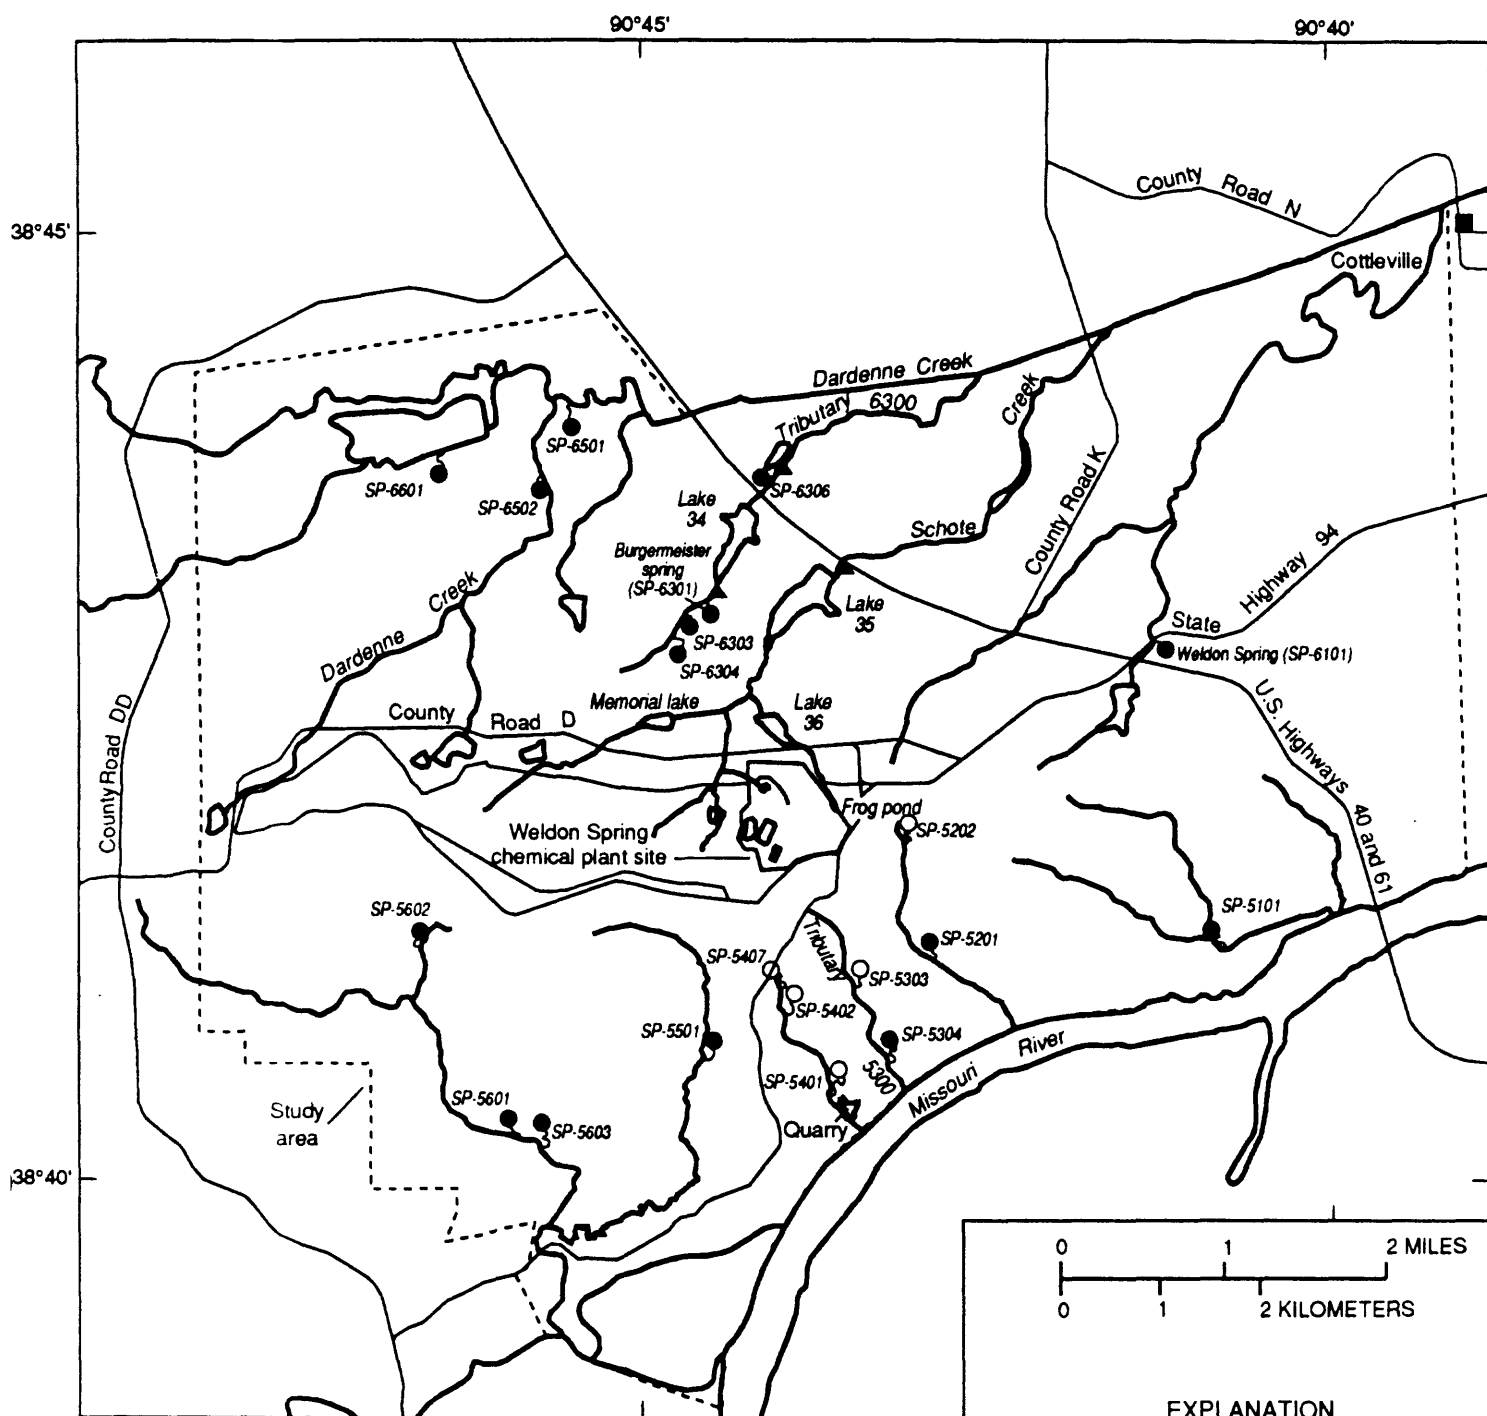 90°45'
90°40'
County Road N
38°45'
Cottleville
Dardenne Creek
Tributary 6300
Creek
SP-6501
SP-6601
SP-6502
SP-6306
Lake
34
County Road K
Schote
Highway 94
Burgermeister
spring
(SP-6301)
Creek
Lake
35
State
SP-6303
Weldon Spring (SP-6101)
Dardenne
SP-6304
County Road DD
County Road D
Memorial lake
Lake
36
U.S. Highways 40 and 61
Frog pond
SP-5202
Weldon Spring
chemical plant site
SP-5602
SP-5101
Tributary
SP-5201
SP-5407
SP-5303
SP-5402
SP-5501
SP-5304
River
SP-5401
5300
Missouri
Study
area
SP-5601
SP-5603
Quarry
38°40'
0 1 2 MILES
0 1 2 KILOMETERS
EXPLANATION